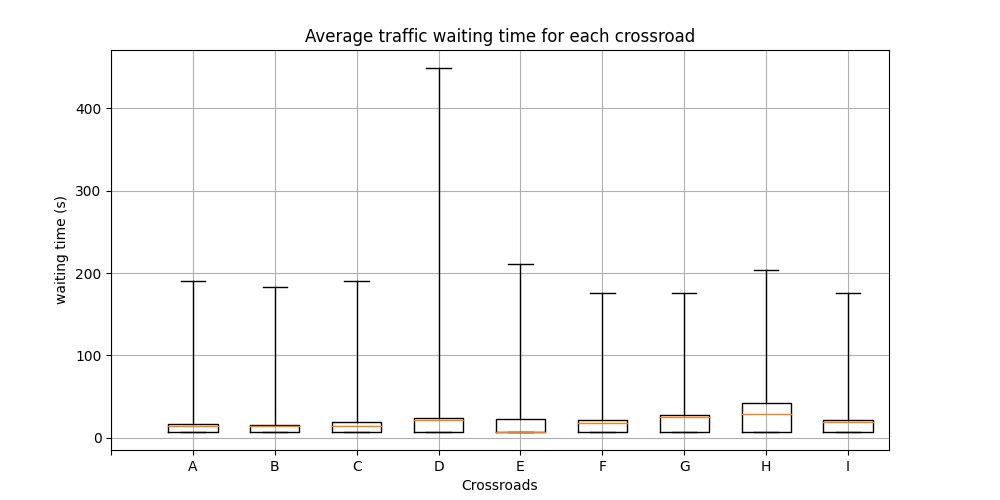 Average traffic waiting time for each crossroad
400
300
200
100
0
waiting time (s)
A B C D E F G H I
Crossroads